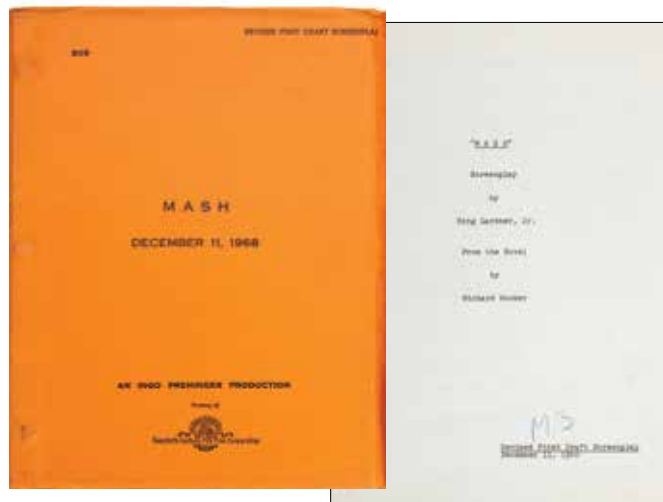 REVISED FIRST DRAFT SCREENPLAY
MASH
DECEMBER 11, 1968
AN INGO PREMINGER PRODUCTION
"M A S H"
Screenplay
by
Ring Lardner, Jr.
From the Novel
by
Richard Hooker
Revised First Draft Screenplay